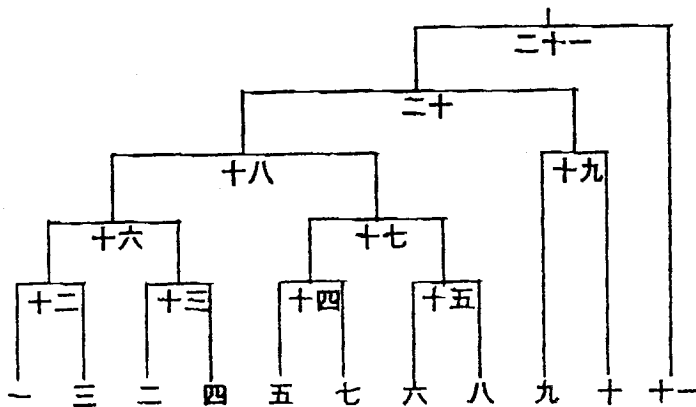 二十一
二十
十八 十九
十六 十七
十二 十三 十四 十五
一 三 二 四 五 七 六 八 九 十 十一